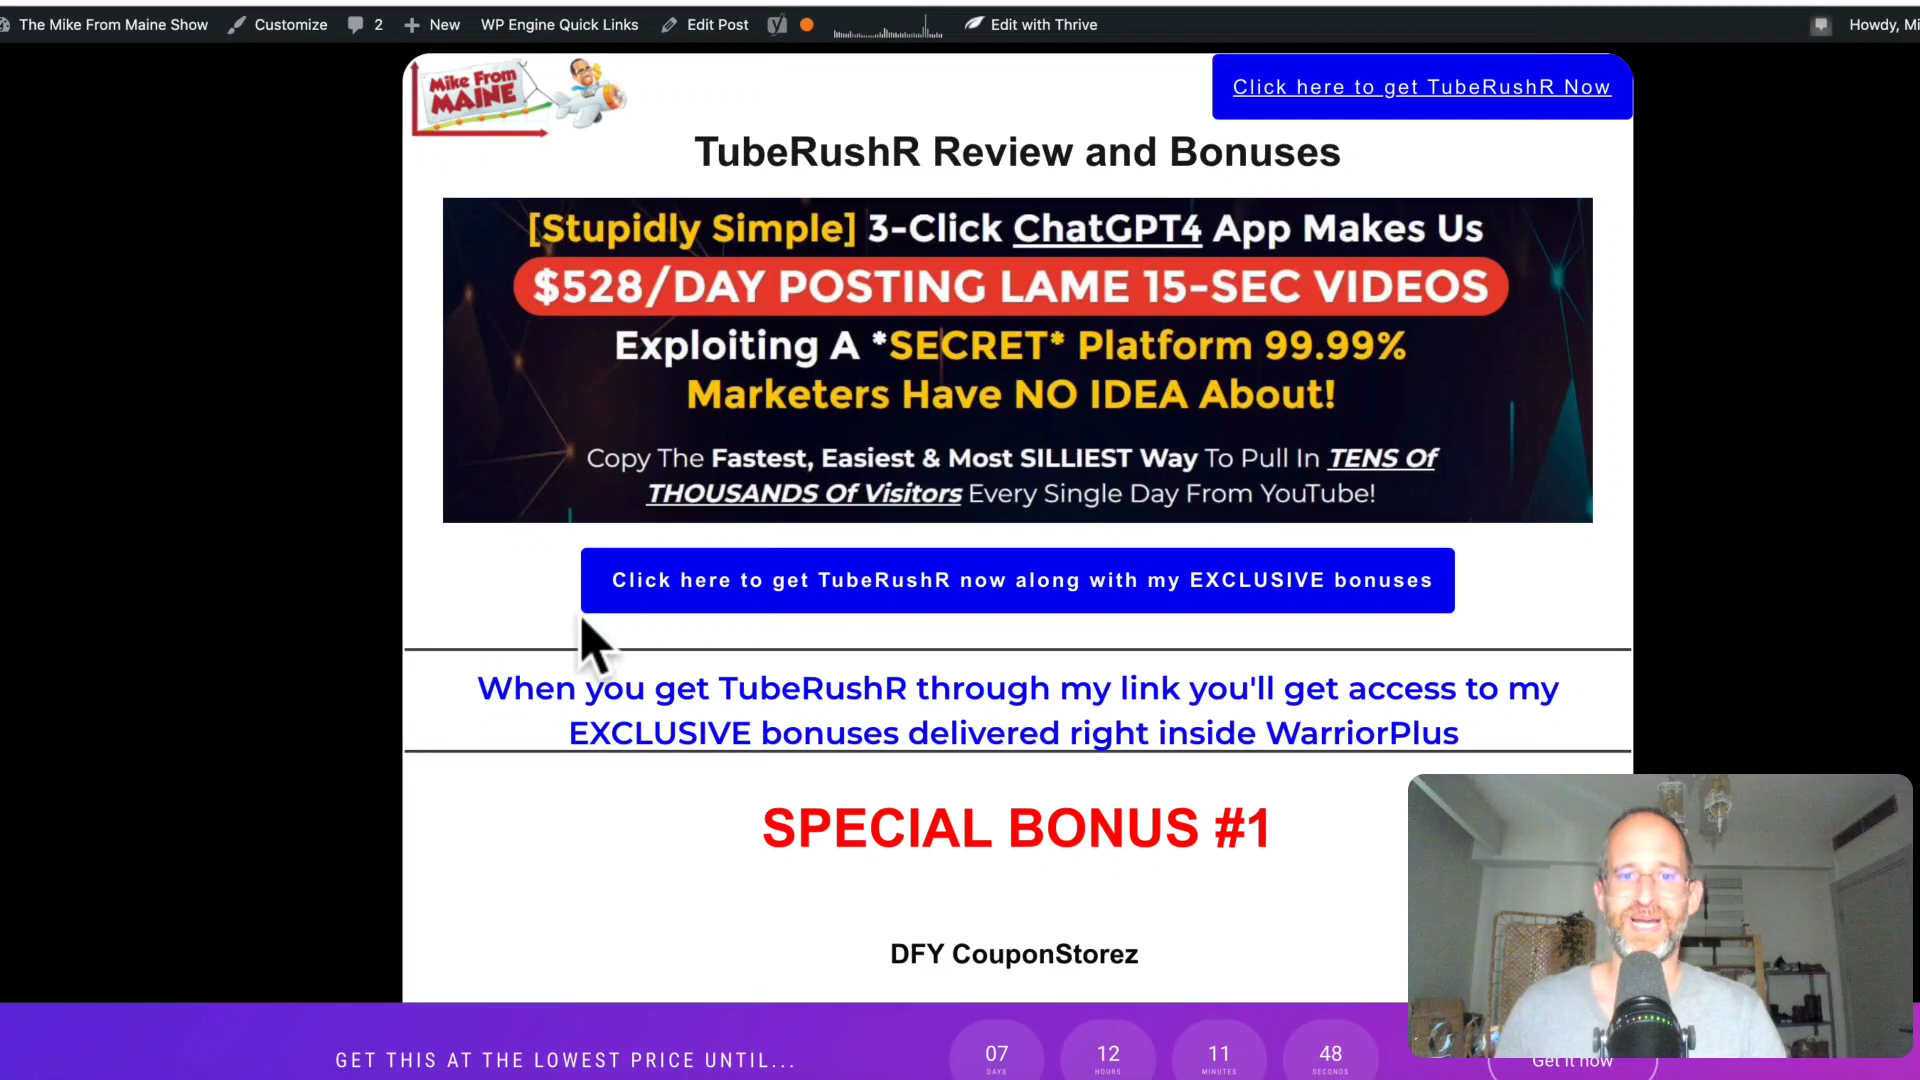 The Mike From Maine Show Customize 2 New WP Engine Quick Links Edit Post Edit with Thrive Howdy, Mi
Mike From
MAINE
Click here to get TubeRushR Now
TubeRushR Review and Bonuses
[Stupidly Simple] 3-Click ChatGPT4 App Makes Us
$528/DAY POSTING LAME 15-SEC VIDEOS
Exploiting A *SECRET* Platform 99.99%
Marketers Have NO IDEA About!
Copy The Fastest, Easiest & Most SILLIEST Way To Pull In TENS Of
THOUSANDS Of Visitors Every Single Day From YouTube!
Click here to get TubeRushR now along with my EXCLUSIVE bonuses
When you get TubeRushR through my link you'll get access to my
EXCLUSIVE bonuses delivered right inside WarriorPlus
SPECIAL BONUS #1
DFY CouponStorez
GET THIS AT THE LOWEST PRICE UNTIL...
07 12 11 48
DAYS HOURS MINUTES SECONDS
Get it now